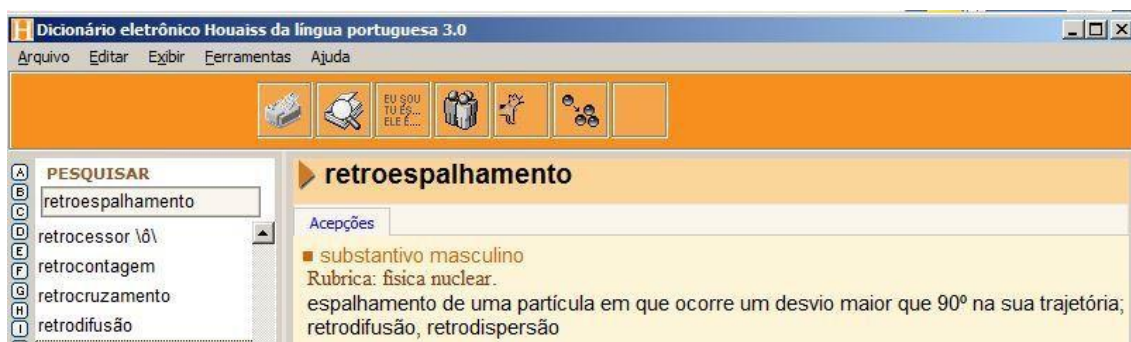 Dicionário eletrônico Houaiss da língua portuguesa 3.0
Arquivo Editar Exibir Ferramentas Ajuda
EU SOU
TU ÉS...
ELE É....
PESQUISAR
retroespalhamento
retrocessor \ô\
retrocontagem
retrocruzamento
retrodifusão
A
B
C
D
E
F
G
H
I
retroespalhamento
Acepções
substantivo masculino
Rubrica: física nuclear.
espalhamento de uma partícula em que ocorre um desvio maior que 90º na sua trajetória;
retrodifusão, retrodispersão